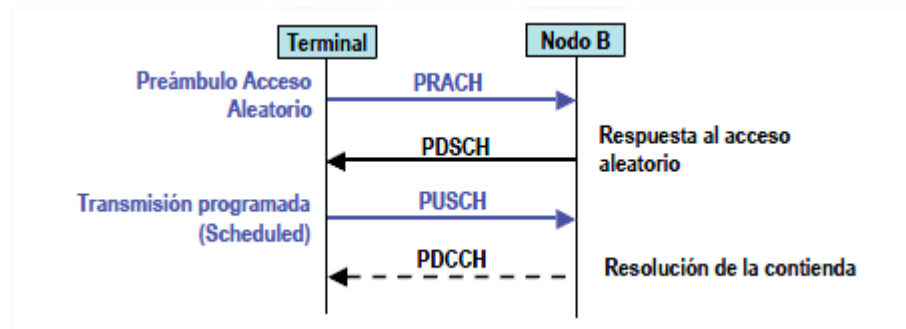 Terminal
Nodo B
Preámbulo Acceso
Aleatorio
PRACH
PDSCH
Respuesta al acceso
aleatorio
Transmisión programada
(Scheduled)
PUSCH
PDCCH
Resolución de la contienda